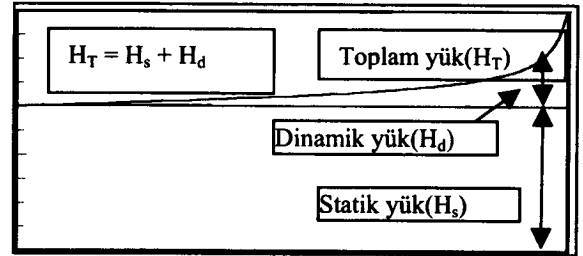 H_T = H_s + H_d
Toplam yük(H_T)
Dinamik yük(H_d)
Statik yük(H_s)